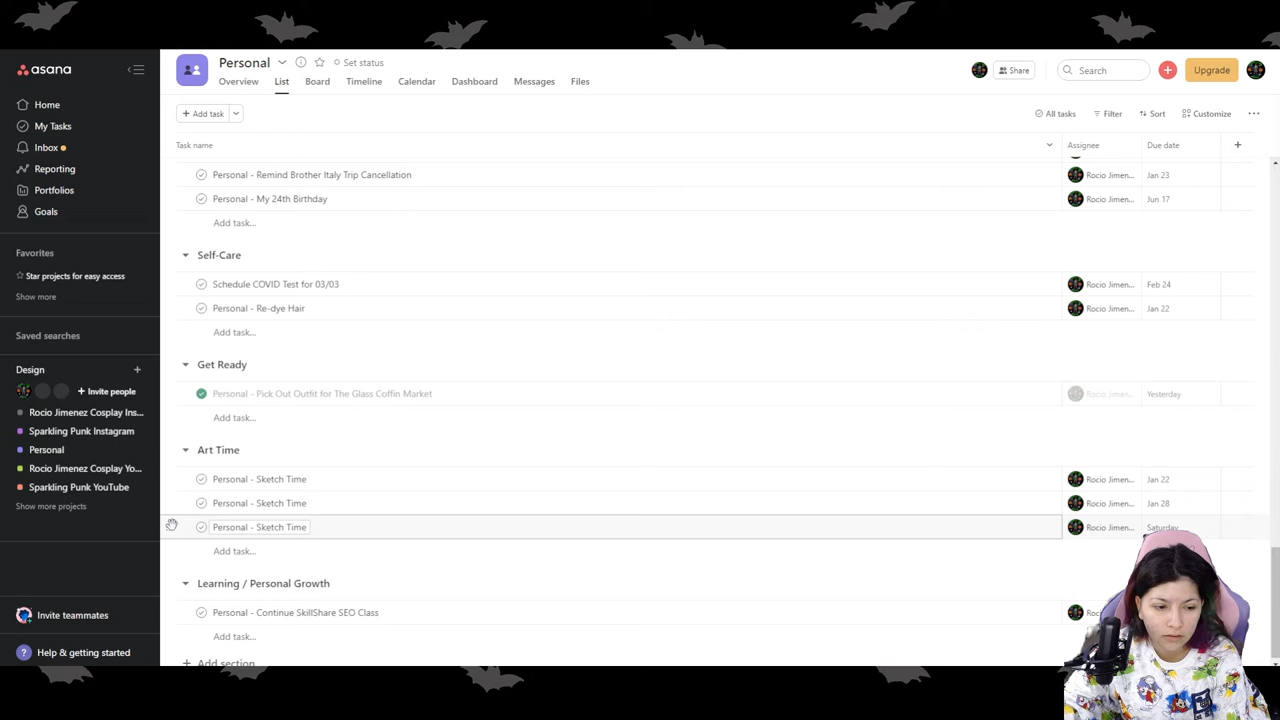 asana
Home
My Tasks
Inbox
Reporting
Portfolios
Goals
Favorites
Star projects for easy access
Show more
Saved searches
Design
Invite people
Rocio Jimenez Cosplay Ins...
Sparkling Punk Instagram
Personal
Rocio Jimenez Cosplay Yo...
Sparkling Punk YouTube
Show more projects
Invite teammates
? Help & getting started
Personal Set status
Overview List Board Timeline Calendar Dashboard Messages Files
Share Search Upgrade
+ Add task All tasks Filter Sort Customize ...
Task name Assignee Due date +
Personal - Remind Brother Italy Trip Cancellation Rocio Jimen... Jan 23
Personal - My 24th Birthday Rocio Jimen... Jun 17
Add task...
Self-Care
Schedule COVID Test for 03/03 Rocio Jimen... Feb 24
Personal - Re-dye Hair Rocio Jimen... Jan 22
Add task...
Get Ready
Personal - Pick Out Outfit for The Glass Coffin Market Rocio Jimen... Yesterday
Add task...
Art Time
Personal - Sketch Time Rocio Jimen... Jan 22
Personal - Sketch Time Rocio Jimen... Jan 28
Personal - Sketch Time Rocio Jimen... Saturday
Add task...
Learning / Personal Growth
Personal - Continue SkillShare SEO Class
Add task...
+ Add section